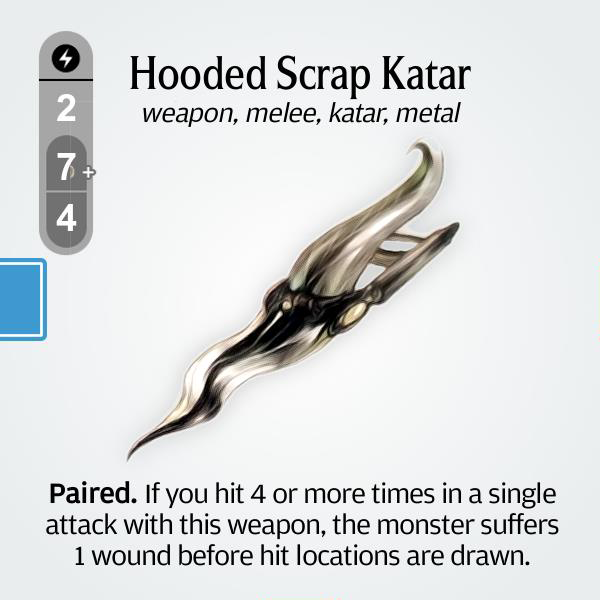 Hooded Scrap Katar
weapon, melee, katar, metal
2
7+
4
Paired. If you hit 4 or more times in a single
attack with this weapon, the monster suffers
1 wound before hit locations are drawn.